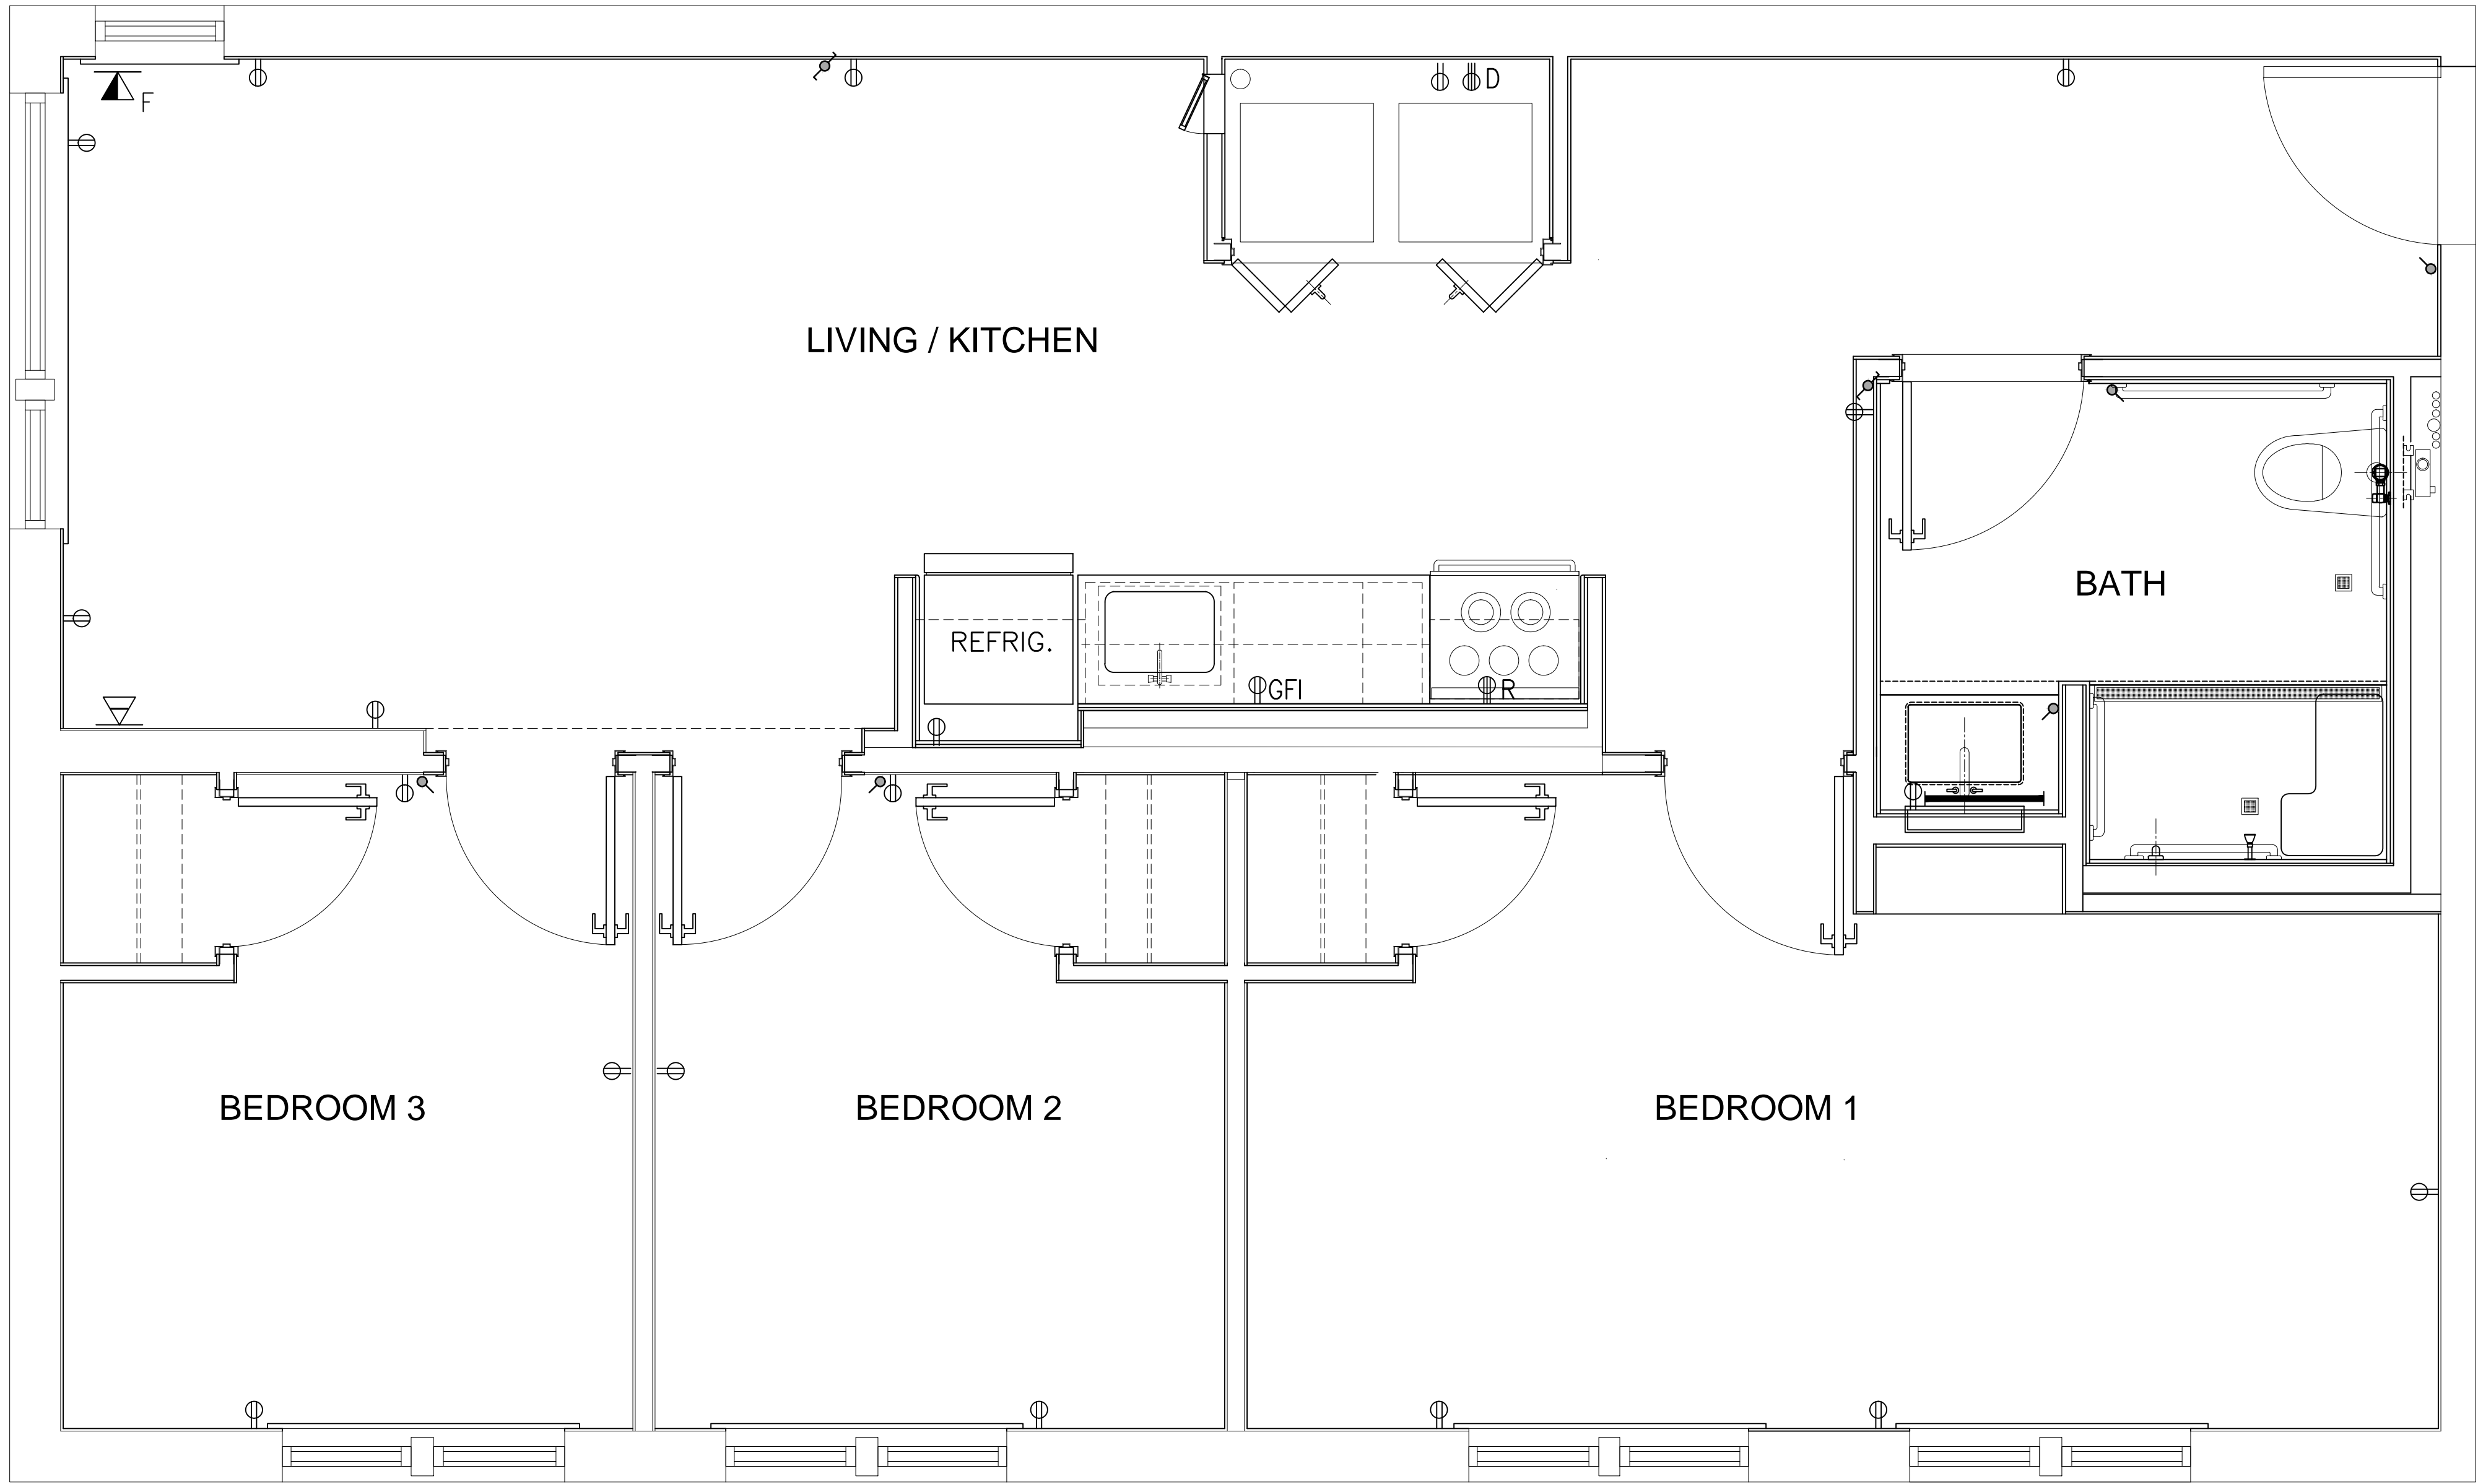 D
F
LIVING / KITCHEN
BATH
REFRIG.
GFI
R
BEDROOM 3
BEDROOM 2
BEDROOM 1